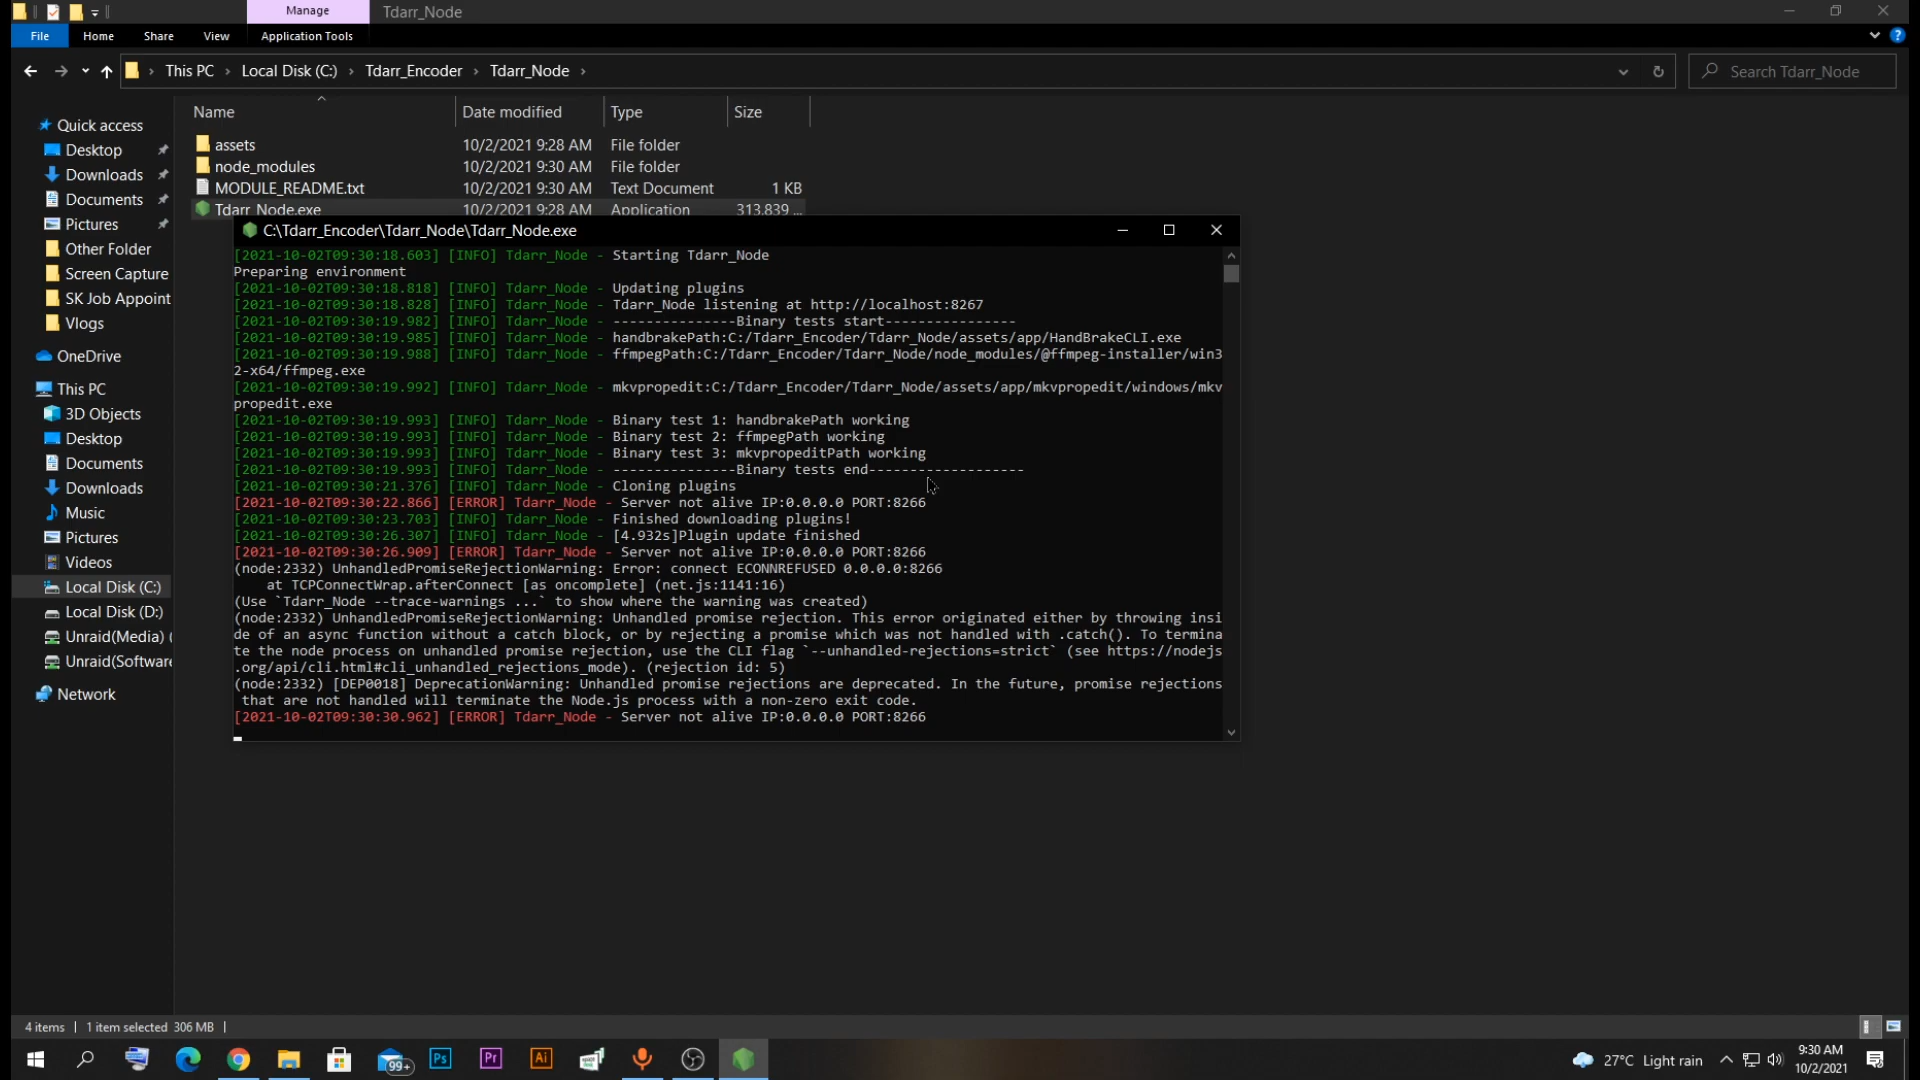 Manage
Tdarr_Node
File
Home
Share
View
Application Tools
This PC
Local Disk (C:)
Tdarr_Encoder
Tdarr_Node
Search Tdarr_Node
Name
Date modified
Type
Size
assets
10/2/2021 9:28 AM
File folder
node_modules
10/2/2021 9:30 AM
File folder
MODULE_README.txt
10/2/2021 9:30 AM
Text Document
1 KB
Tdarr_Node.exe
10/2/2021 9:28 AM
Application
313,839 ...
Quick access
Desktop
Downloads
Documents
Pictures
Other Folder
Screen Capture
SK Job Appoint
Vlogs
OneDrive
This PC
3D Objects
Desktop
Documents
Downloads
Music
Pictures
Videos
Local Disk (C:)
Local Disk (D:)
Unraid(Media) (
Unraid(Software
Network
C:\Tdarr_Encoder\Tdarr_Node\Tdarr_Node.exe
[2021-10-02T09:30:18.603] [INFO] Tdarr_Node - Starting Tdarr_Node
Preparing environment
[2021-10-02T09:30:18.818] [INFO] Tdarr_Node - Updating plugins
[2021-10-02T09:30:18.828] [INFO] Tdarr_Node - Tdarr_Node listening at http://localhost:8267
[2021-10-02T09:30:19.982] [INFO] Tdarr_Node - ---------------Binary tests start----------------
[2021-10-02T09:30:19.985] [INFO] Tdarr_Node - handbrakePath:C:/Tdarr_Encoder/Tdarr_Node/assets/app/HandBrakeCLI.exe
[2021-10-02T09:30:19.988] [INFO] Tdarr_Node - ffmpegPath:C:/Tdarr_Encoder/Tdarr_Node/node_modules/@ffmpeg-installer/win3
2-x64/ffmpeg.exe
[2021-10-02T09:30:19.992] [INFO] Tdarr_Node - mkvpropedit:C:/Tdarr_Encoder/Tdarr_Node/assets/app/mkvpropedit/windows/mkv
propedit.exe
[2021-10-02T09:30:19.993] [INFO] Tdarr_Node - Binary test 1: handbrakePath working
[2021-10-02T09:30:19.993] [INFO] Tdarr_Node - Binary test 2: ffmpegPath working
[2021-10-02T09:30:19.993] [INFO] Tdarr_Node - Binary test 3: mkvpropeditPath working
[2021-10-02T09:30:19.993] [INFO] Tdarr_Node - ---------------Binary tests end-------------------
[2021-10-02T09:30:21.376] [INFO] Tdarr_Node - Cloning plugins
[2021-10-02T09:30:22.866] [ERROR] Tdarr_Node - Server not alive IP:0.0.0.0 PORT:8266
[2021-10-02T09:30:23.703] [INFO] Tdarr_Node - Finished downloading plugins!
[2021-10-02T09:30:26.307] [INFO] Tdarr_Node - [4.932s]Plugin update finished
[2021-10-02T09:30:26.909] [ERROR] Tdarr_Node - Server not alive IP:0.0.0.0 PORT:8266
(node:2332) UnhandledPromiseRejectionWarning: Error: connect ECONNREFUSED 0.0.0.0:8266
at TCPConnectWrap.afterConnect [as oncomplete] (net.js:1141:16)
(Use `Tdarr_Node --trace-warnings ...` to show where the warning was created)
(node:2332) UnhandledPromiseRejectionWarning: Unhandled promise rejection. This error originated either by throwing insi
de of an async function without a catch block, or by rejecting a promise which was not handled with .catch(). To termina
te the node process on unhandled promise rejection, use the CLI flag `--unhandled-rejections=strict` (see https://nodejs
.org/api/cli.html#cli_unhandled_rejections_mode). (rejection id: 5)
(node:2332) [DEP0018] DeprecationWarning: Unhandled promise rejections are deprecated. In the future, promise rejections
that are not handled will terminate the Node.js process with a non-zero exit code.
[2021-10-02T09:30:30.962] [ERROR] Tdarr_Node - Server not alive IP:0.0.0.0 PORT:8266
4 items
1 item selected 306 MB
99+
Ps
Pr
Ai
27°C Light rain
9:30 AM
10/2/2021